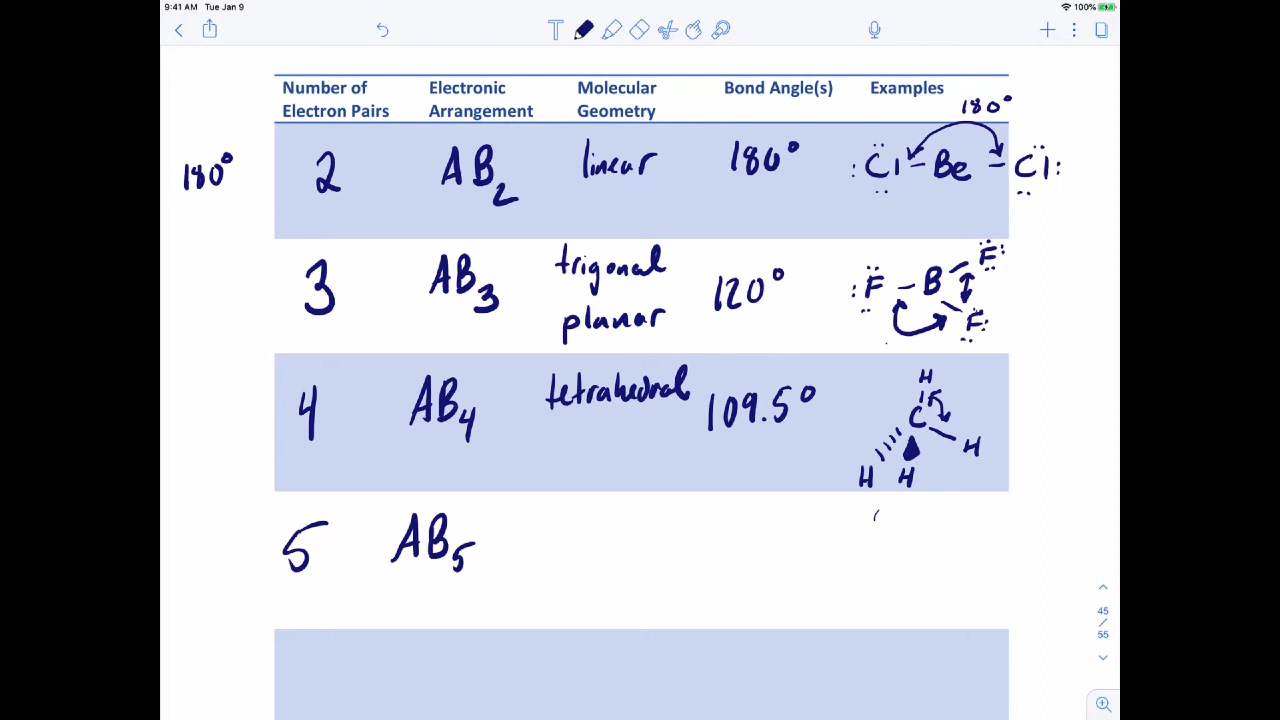 9:41 AM Tue Jan 9
100%
T
Number of Electron Pairs
Electronic Arrangement
Molecular Geometry
Bond Angle(s)
Examples
180°
180°
2
AB2
linear
180°
:Cl – Be – Cl:
3
AB3
trigonal
planar
120°
:F – B
F:
F:
4
AB4
tetrahedral
109.5°
H
C
H
H
H
5
AB5
45
/
55